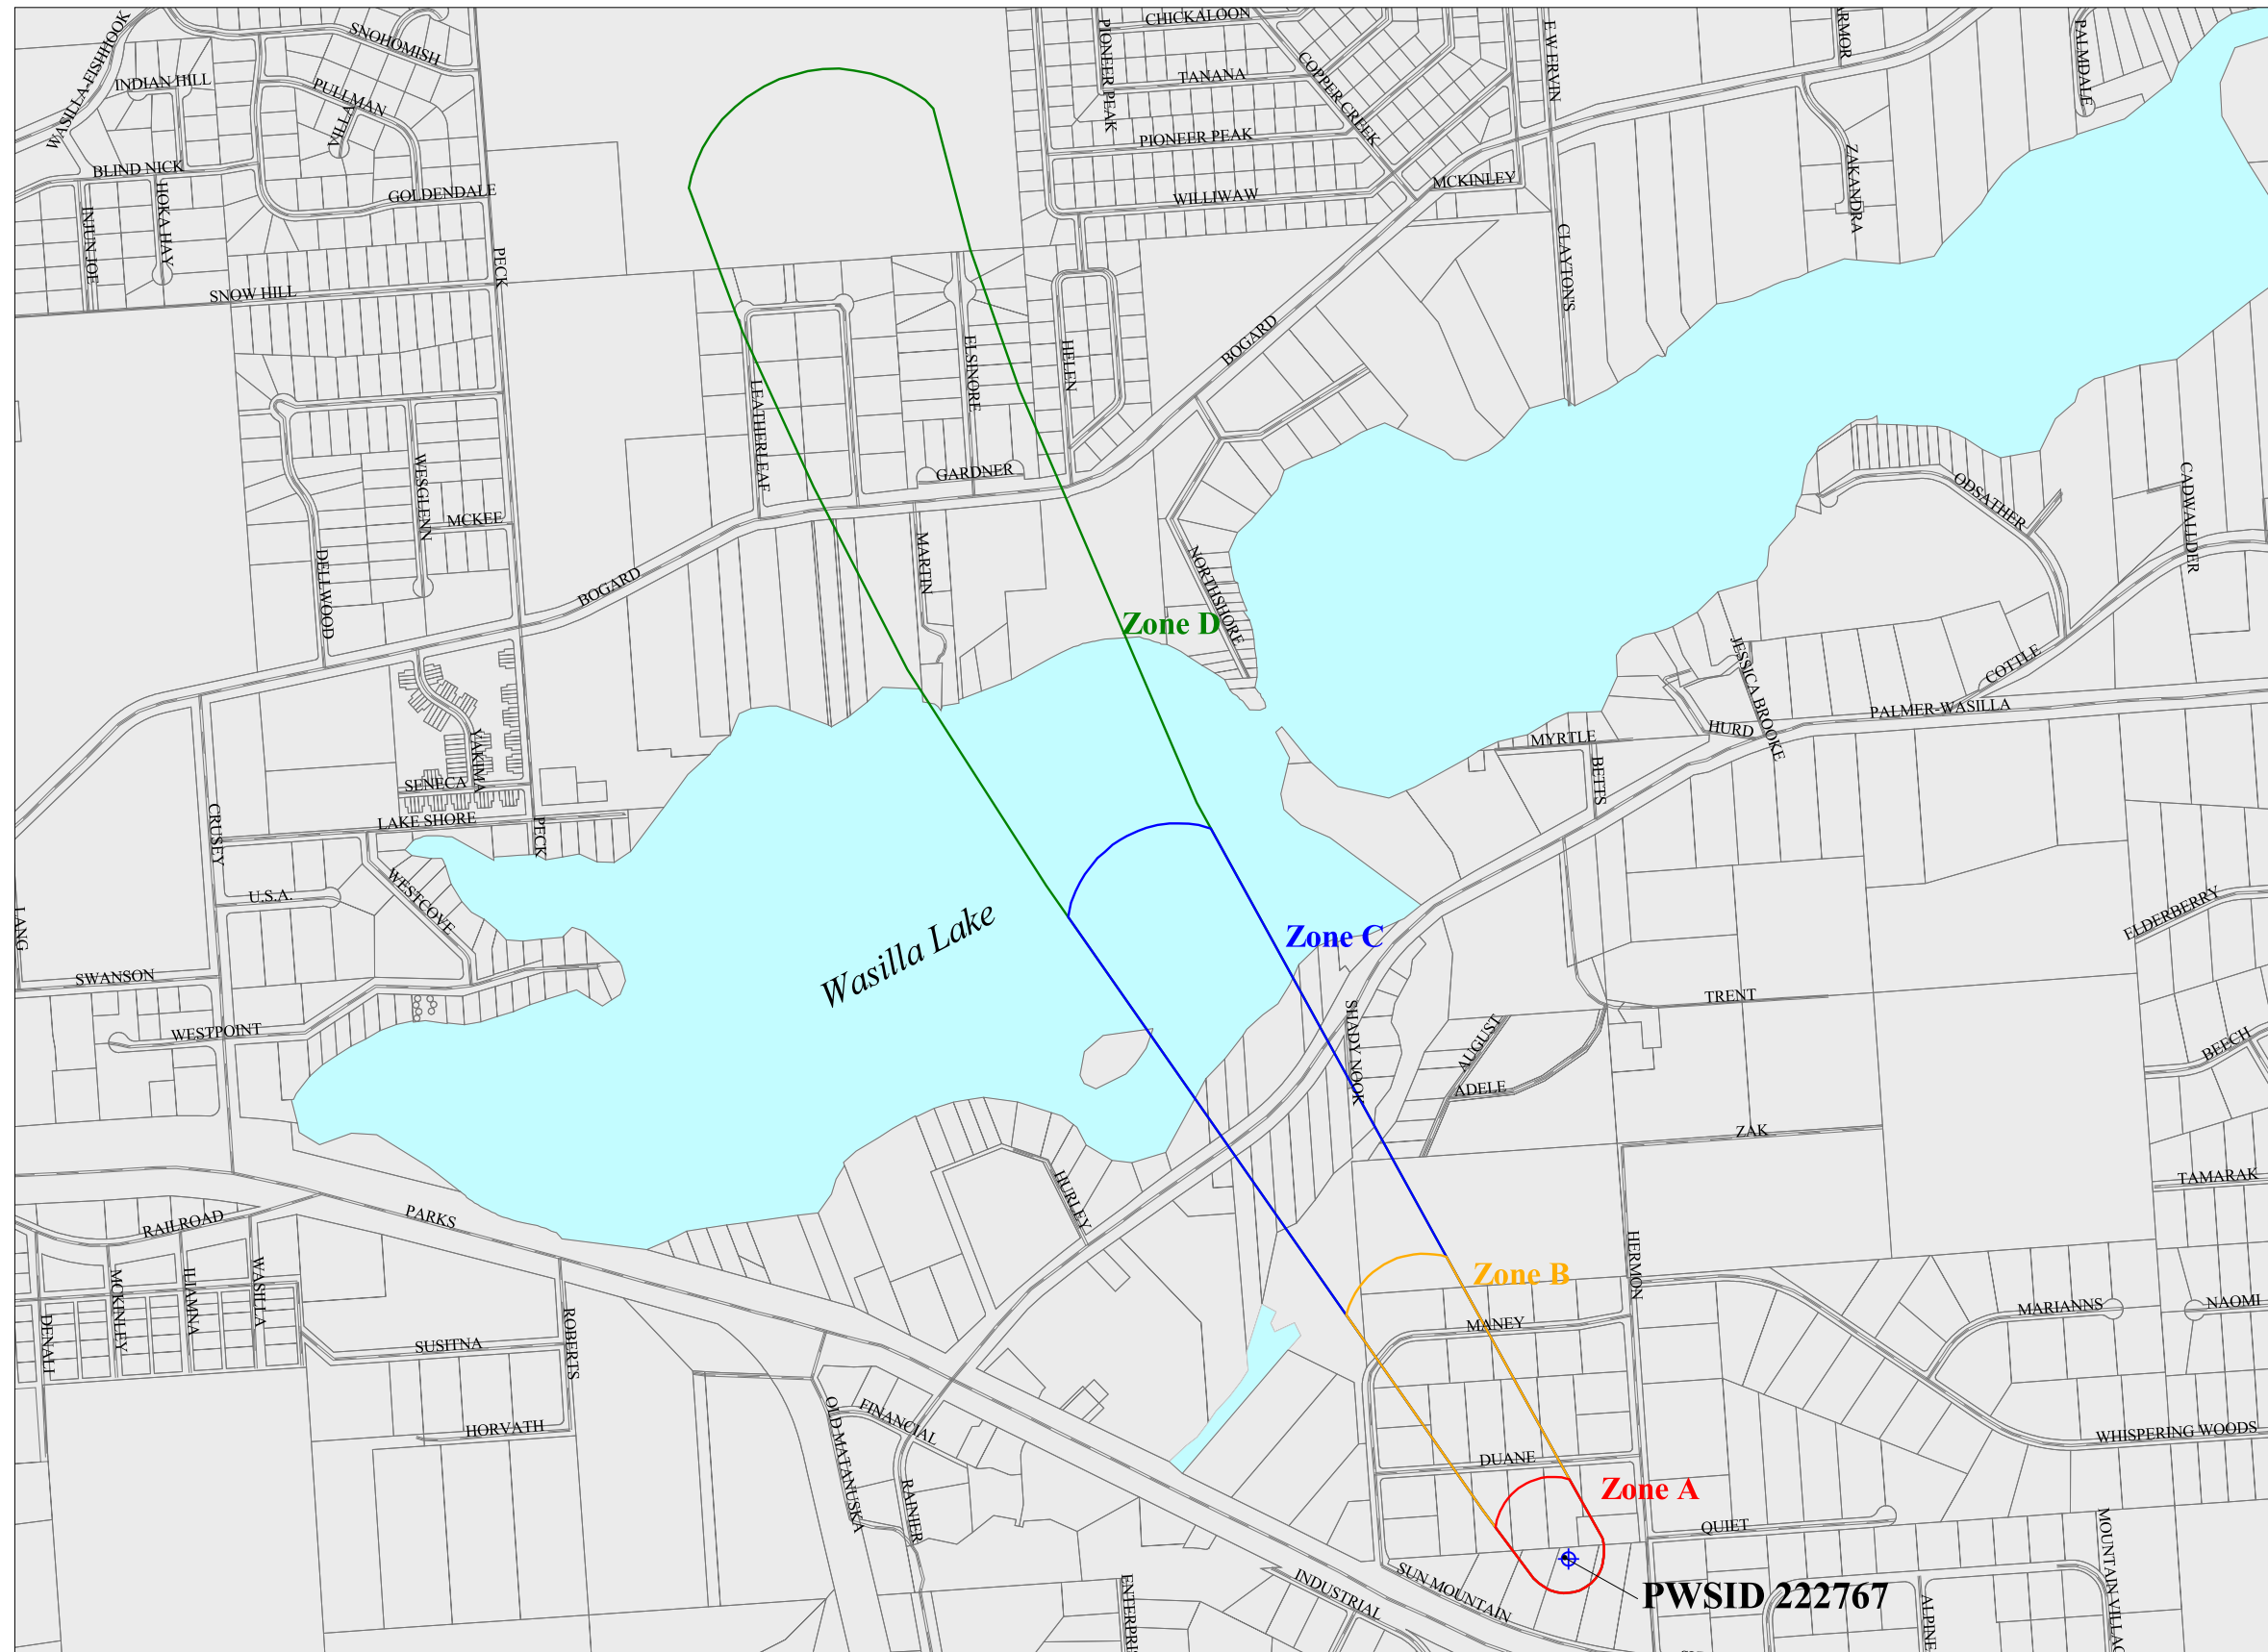 WASILLA-FISHHOOK
SNOHOMISH
INDIAN HILL
PULLMAN
VILLA
BLIND NICK
HOKA HAY
INJUN JOE
GOLDENDALE
PECK
SNOW HILL
CHICKALOON
PIONEER PEAK
TANANA
COPPER CREEK
PIONEER PEAK
WILLIWAW
MCKINLEY
E W ERVIN
CLAYTON'S
ZAKANDRA
PALMDALE
BOGARD
HELEN
ELSINORE
LEATHERLEAF
GARDNER
WESGLENN
MCKEE
DELLWOOD
BOGARD
MARTIN
NORTHSHORE
Zone D
ODSATHER
CADWALLDER
COTTLE
JESSICA BROOKE
HURD
PALMER-WASILLA
MYRTLE
BETTS
YAKIMA
SENECA
LAKE SHORE
PECK
CRUSEY
U.S.A.
WESTCOVE
LANG
SWANSON
WESTPOINT
Wasilla Lake
Zone C
ELDERBERRY
SHADY NOOK
AUGUST
ADELE
TRENT
BEECH
ZAK
TAMARAK
HURLEY
PARKS
RAILROAD
WASILLA
ILIAMNA
MCKINLEY
DENALI
SUSITNA
ROBERTS
HORVATH
Zone B
HERMON
MANEY
MARIANNS
NAOMI
WHISPERING WOODS
FINANCIAL
OLD MATANUSKA
RAINIER
DUANE
Zone A
QUIET
PWSID 222767
SUN MOUNTAIN
INDUSTRIAL
ALPINE